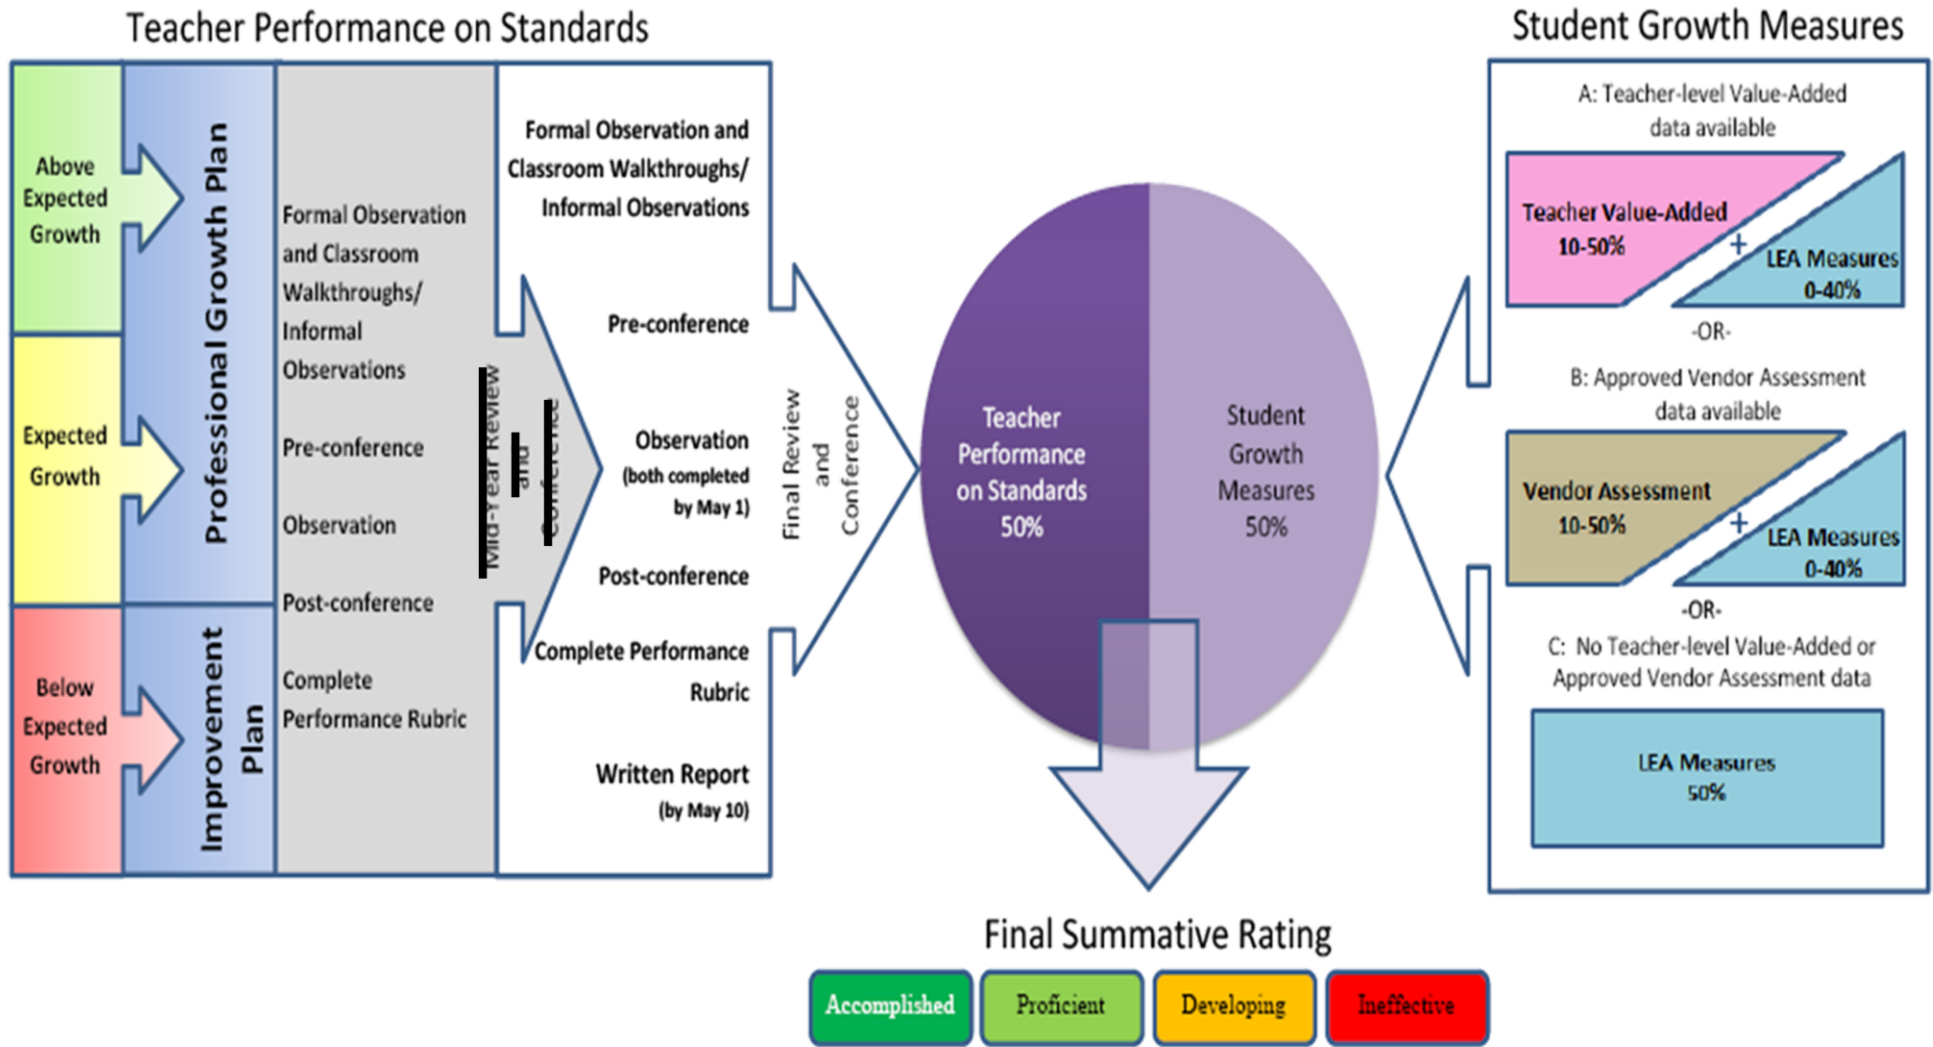 Teacher Performance on Standards
Above
Expected
Growth
Expected
Growth
Below
Expected
Growth
Professional Growth Plan
Improvement
Plan
Formal Observation
and Classroom
Walkthroughs/
Informal
Observations
Pre-conference
Observation
Post-conference
Complete
Performance Rubric
Mid-Year Review
and
Conference
Formal Observation and
Classroom Walkthroughs/
Informal Observations
Pre-conference
Observation
(both completed
by May 1)
Post-conference
Complete Performance
Rubric
Written Report
(by May 10)
Final Review
and
Conference
Teacher
Performance
on Standards
50%
Student
Growth
Measures
50%
Student Growth Measures
A: Teacher-level Value-Added
data available
Teacher Value-Added
10-50%
+
LEA Measures
0-40%
-OR-
B: Approved Vendor Assessment
data available
Vendor Assessment
10-50%
+
LEA Measures
0-40%
-OR-
C: No Teacher-level Value-Added or
Approved Vendor Assessment data
LEA Measures
50%
Final Summative Rating
Accomplished
Proficient
Developing
Ineffective